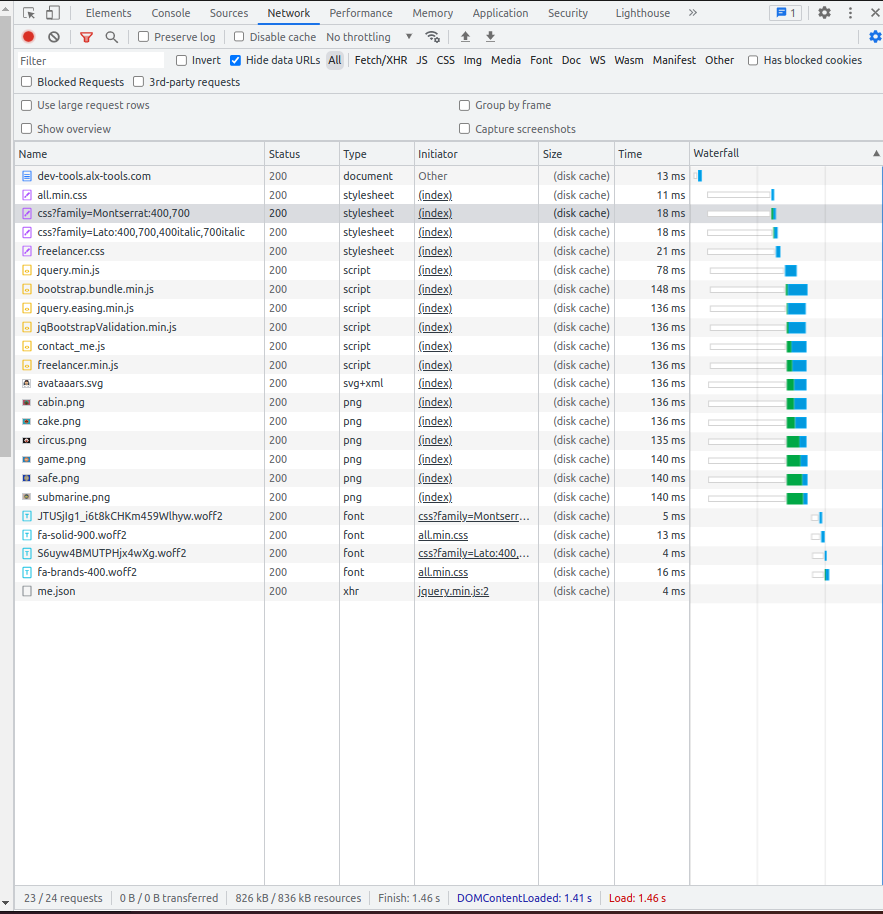 Elements Console Sources Network Performance Memory Application Security Lighthouse » 1
Preserve log Disable cache No throttling
Filter Invert Hide data URLs All Fetch/XHR JS CSS Img Media Font Doc WS Wasm Manifest Other Has blocked cookies
Blocked Requests 3rd-party requests
Use large request rows Group by frame
Show overview Capture screenshots
Name Status Type Initiator Size Time Waterfall
dev-tools.alx-tools.com 200 document Other (disk cache) 13 ms
all.min.css 200 stylesheet (index) (disk cache) 11 ms
css?family=Montserrat:400,700 200 stylesheet (index) (disk cache) 18 ms
css?family=Lato:400,700,400italic,700italic 200 stylesheet (index) (disk cache) 18 ms
freelancer.css 200 stylesheet (index) (disk cache) 21 ms
jquery.min.js 200 script (index) (disk cache) 78 ms
bootstrap.bundle.min.js 200 script (index) (disk cache) 148 ms
jquery.easing.min.js 200 script (index) (disk cache) 136 ms
jqBootstrapValidation.min.js 200 script (index) (disk cache) 136 ms
contact_me.js 200 script (index) (disk cache) 136 ms
freelancer.min.js 200 script (index) (disk cache) 136 ms
avataaars.svg 200 svg+xml (index) (disk cache) 136 ms
cabin.png 200 png (index) (disk cache) 136 ms
cake.png 200 png (index) (disk cache) 136 ms
circus.png 200 png (index) (disk cache) 135 ms
game.png 200 png (index) (disk cache) 140 ms
safe.png 200 png (index) (disk cache) 140 ms
submarine.png 200 png (index) (disk cache) 140 ms
JTUSjIg1_i6t8kCHKm459Wlhyw.woff2 200 font css?family=Montserr... (disk cache) 5 ms
fa-solid-900.woff2 200 font all.min.css (disk cache) 13 ms
S6uyw4BMUTPHjx4wXg.woff2 200 font css?family=Lato:400,... (disk cache) 4 ms
fa-brands-400.woff2 200 font all.min.css (disk cache) 16 ms
me.json 200 xhr jquery.min.js:2 (disk cache) 4 ms
23 / 24 requests 0 B / 0 B transferred 826 kB / 836 kB resources Finish: 1.46 s DOMContentLoaded: 1.41 s Load: 1.46 s